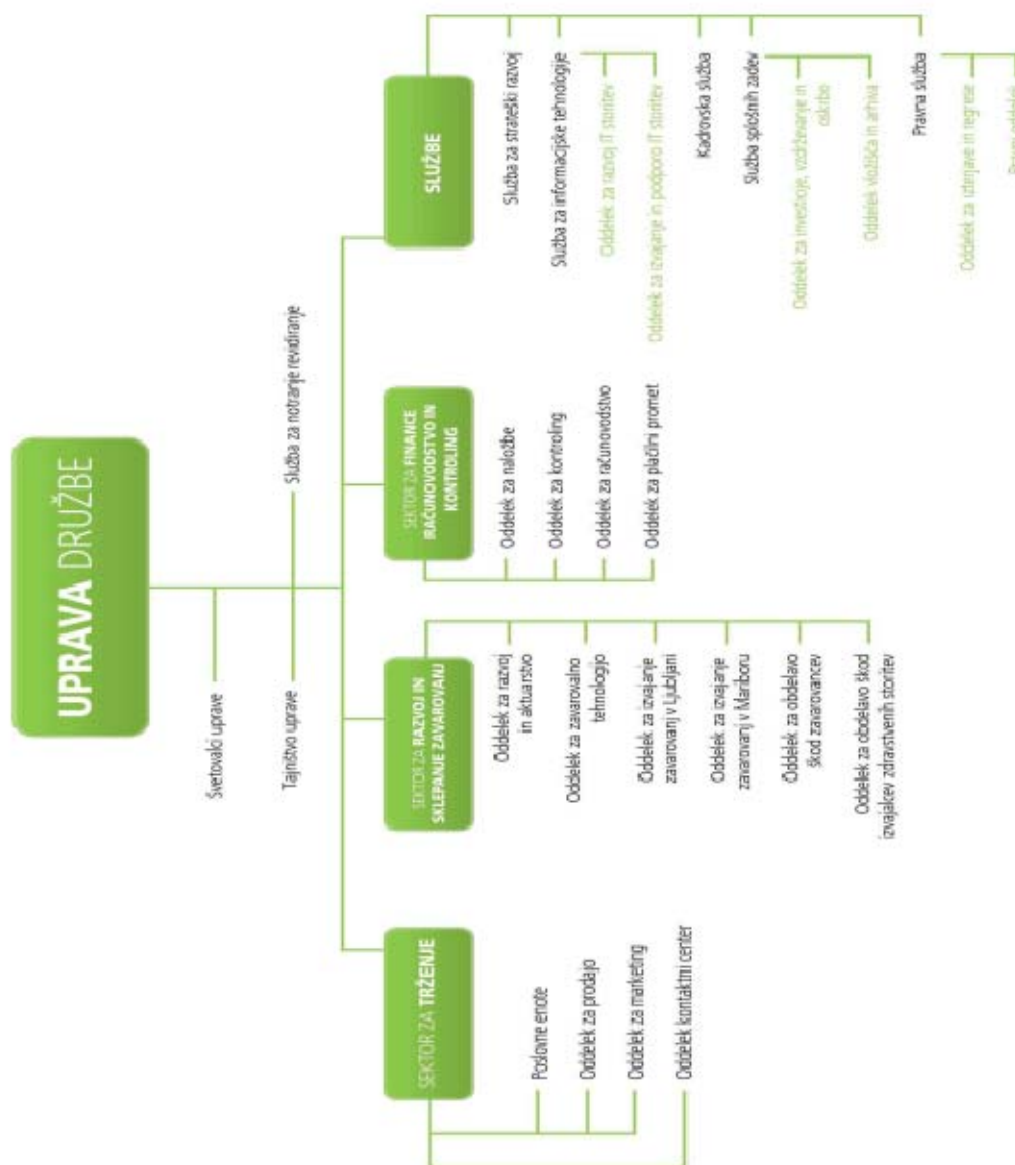 UPRAVA DRUŽBE
Svetovalci uprave
Tajništvo uprave
Služba za notranje revidiranje
SEKTOR ZA TRŽENJE
Poslovne enote
Oddelek za prodajo
Oddelek za marketing
Oddelek kontaktni center
SEKTOR ZA RAZVOJ IN
SKLEPANJE ZAVAROVANJ
Oddelek za razvoj
in aktuarstvo
Oddelek za zavarovalno
tehnologijo
Oddelek za izvajanje
zavarovanj v Ljubljani
Oddelek za izvajanje
zavarovanj v Mariboru
Oddelek za obdelavo
škod zavarovancev
Oddelek za obdelavo škod
izvajalcev zdravstvenih storitev
SEKTOR ZA FINANCE
RAČUNOVODSTVO IN
KONTROLING
Oddelek za naložbe
Oddelek za kontroling
Oddelek za računovodstvo
Oddelek za plačilni promet
SLUŽBE
Služba za strateški razvoj
Služba za informacijske tehnologije
Oddelek za razvoj IT storitev
Oddelek za izvajanje in podporo IT storitev
Kadrovska služba
Služba splošnih zadev
Oddelek za investicije, vzdrževanje in
oskrbo
Oddelek vložišča in arhiva
Pravna služba
Oddelek za izterjave in regrese